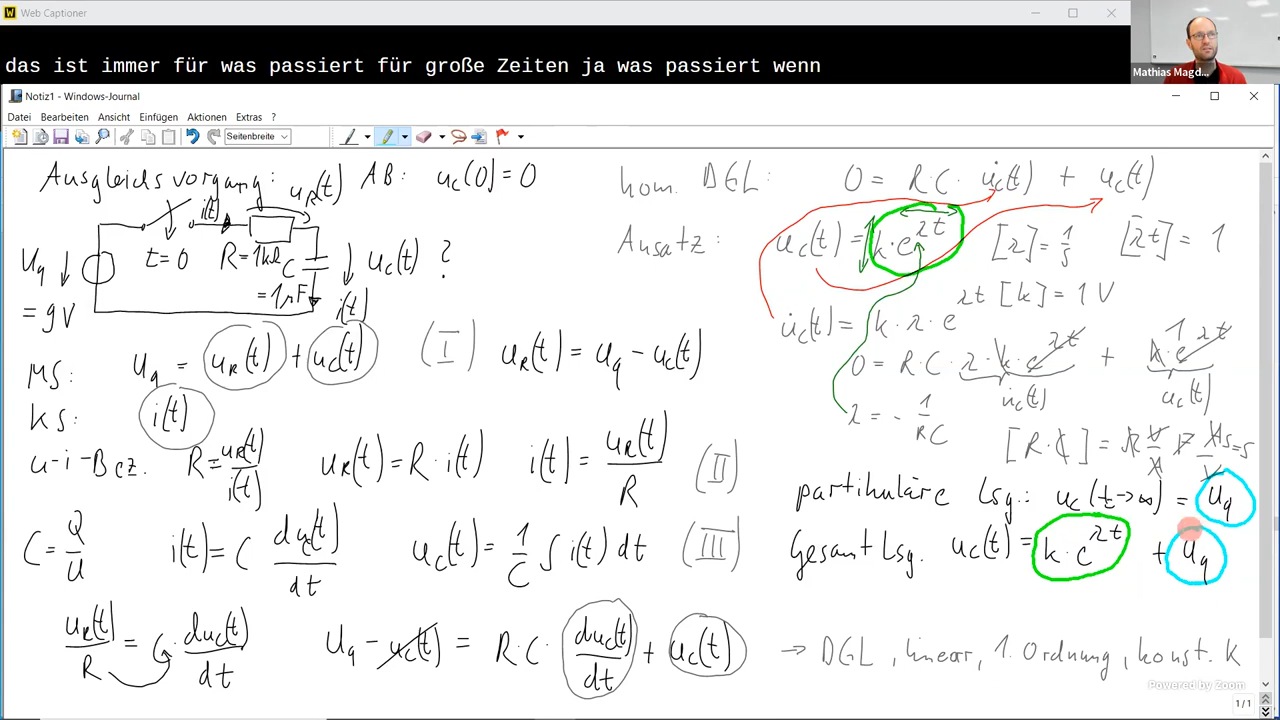 Web Captioner
das ist immer für was passiert für große Zeiten ja was passiert wenn
Mathias Magd...
Notiz1 - Windows-Journal
Datei Bearbeiten Ansicht Einfügen Aktionen Extras ?
Seitenbreite
Ausgleichsvorgang: u_R(t) AB: u_C(0) = 0
i(t)
U_q t=0 R=1kΩ C u_C(t) ?
= 9V =1µF i(t)
MS: U_q = u_R(t) + u_C(t) (I) u_R(t) = U_q - u_C(t)
KS: i(t)
u-i-Bez. R = u_R(t)/i(t) u_R(t) = R · i(t) i(t) = u_R(t)/R (II)
C = Q/U i(t) = C du_C(t)/dt u_C(t) = 1/C ∫ i(t) dt (III)
u_R(t)/R = C · du_C(t)/dt U_q - u_C(t) = R·C · du_C(t)/dt + u_C(t) → DGL, linear, 1. Ordnung, konst. K
hom. DGL: 0 = R·C · u̇_C(t) + u_C(t)
Ansatz: u_C(t) = k·e^λt [λ] = 1/s [λt] = 1
u̇_C(t) = k · λ · e^λt [k] = 1V
0 = R·C · λ · k·e^λt + k·e^λt 1
u̇_C(t) u_C(t)
λ = - 1/RC
partikuläre Lsg: u_C(t→∞) = U_q
Gesamt Lsg. u_C(t) = k·e^λt + U_q
Powered by Zoom
1/1